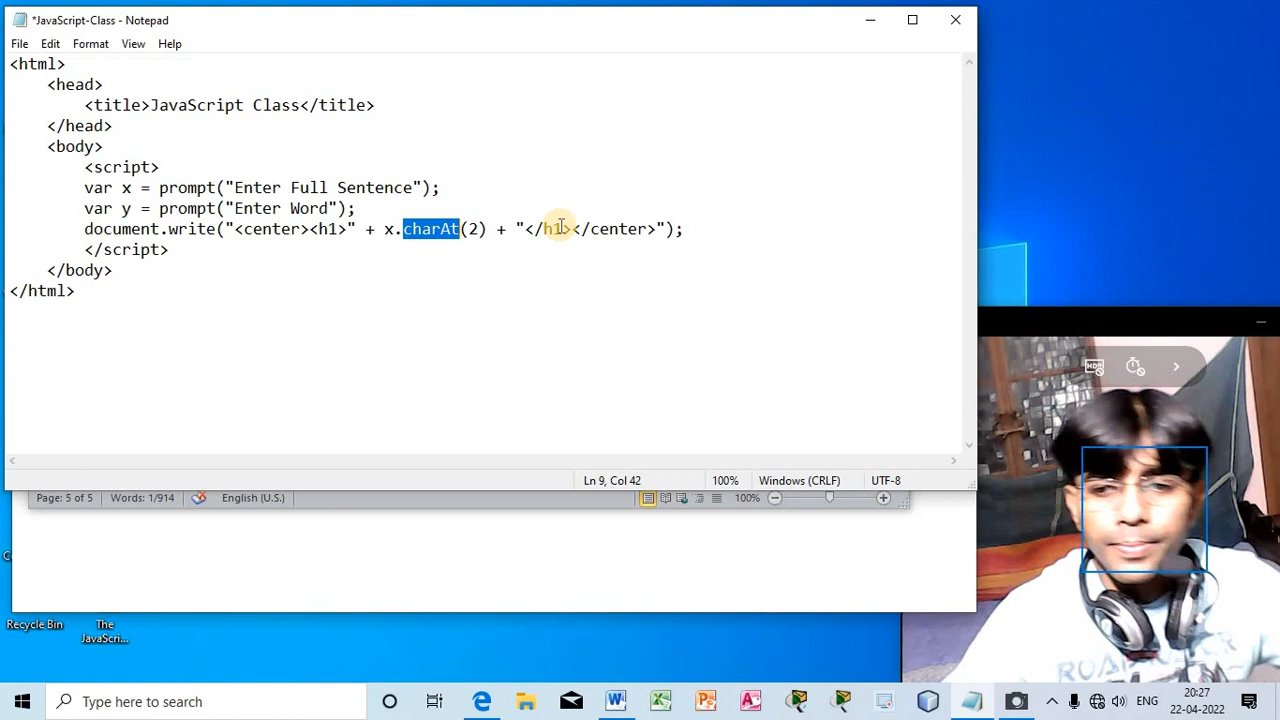 *JavaScript-Class - Notepad
File Edit Format View Help
<html>
<head>
<title>JavaScript Class</title>
</head>
<body>
<script>
var x = prompt("Enter Full Sentence");
var y = prompt("Enter Word");
document.write("<center><h1>" + x.charAt(2) + "</h1></center>");
</script>
</body>
</html>
Ln 9, Col 42 100% Windows (CRLF) UTF-8
Page: 5 of 5 Words: 1/914 English (U.S.) 100%
HDR
Recycle Bin
The JavaScri...
Type here to search
ENG
20:27
22-04-2022